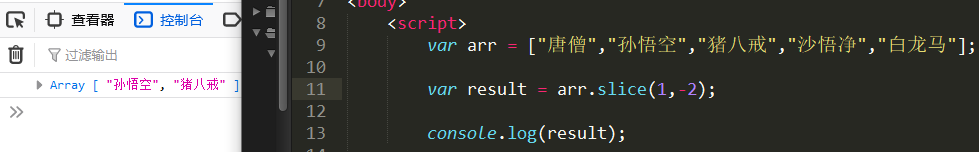 查看器 控制台
过滤输出
Array [ "孙悟空", "猪八戒" ]
>>
7 <body>
8 <script>
9 var arr = ["唐僧","孙悟空","猪八戒","沙悟净","白龙马"];
10
11 var result = arr.slice(1,-2);
12
13 console.log(result);